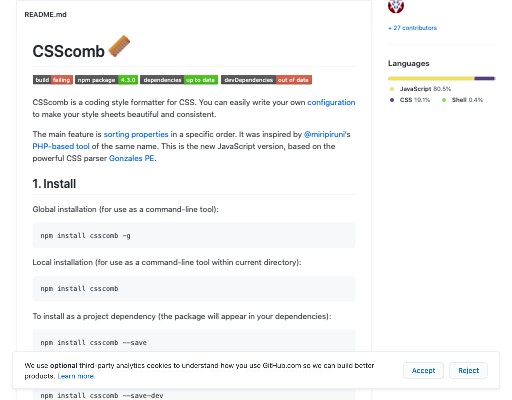 README.md
CSScomb
build failing npm package 4.3.0 dependencies up to date devDependencies out of date
CSScomb is a coding style formatter for CSS. You can easily write your own configuration
to make your style sheets beautiful and consistent.
The main feature is sorting properties in a specific order. It was inspired by @miripiruni's
PHP-based tool of the same name. This is the new JavaScript version, based on the
powerful CSS parser Gonzales PE.
1. Install
Global installation (for use as a command-line tool):
npm install csscomb -g
Local installation (for use as a command-line tool within current directory):
npm install csscomb
To install as a project dependency (the package will appear in your dependencies):
npm install csscomb --save
npm install csscomb --save-dev
+ 27 contributors
Languages
JavaScript 80.5%
CSS 19.1% Shell 0.4%
We use optional third-party analytics cookies to understand how you use GitHub.com so we can build better
products. Learn more.
Accept Reject